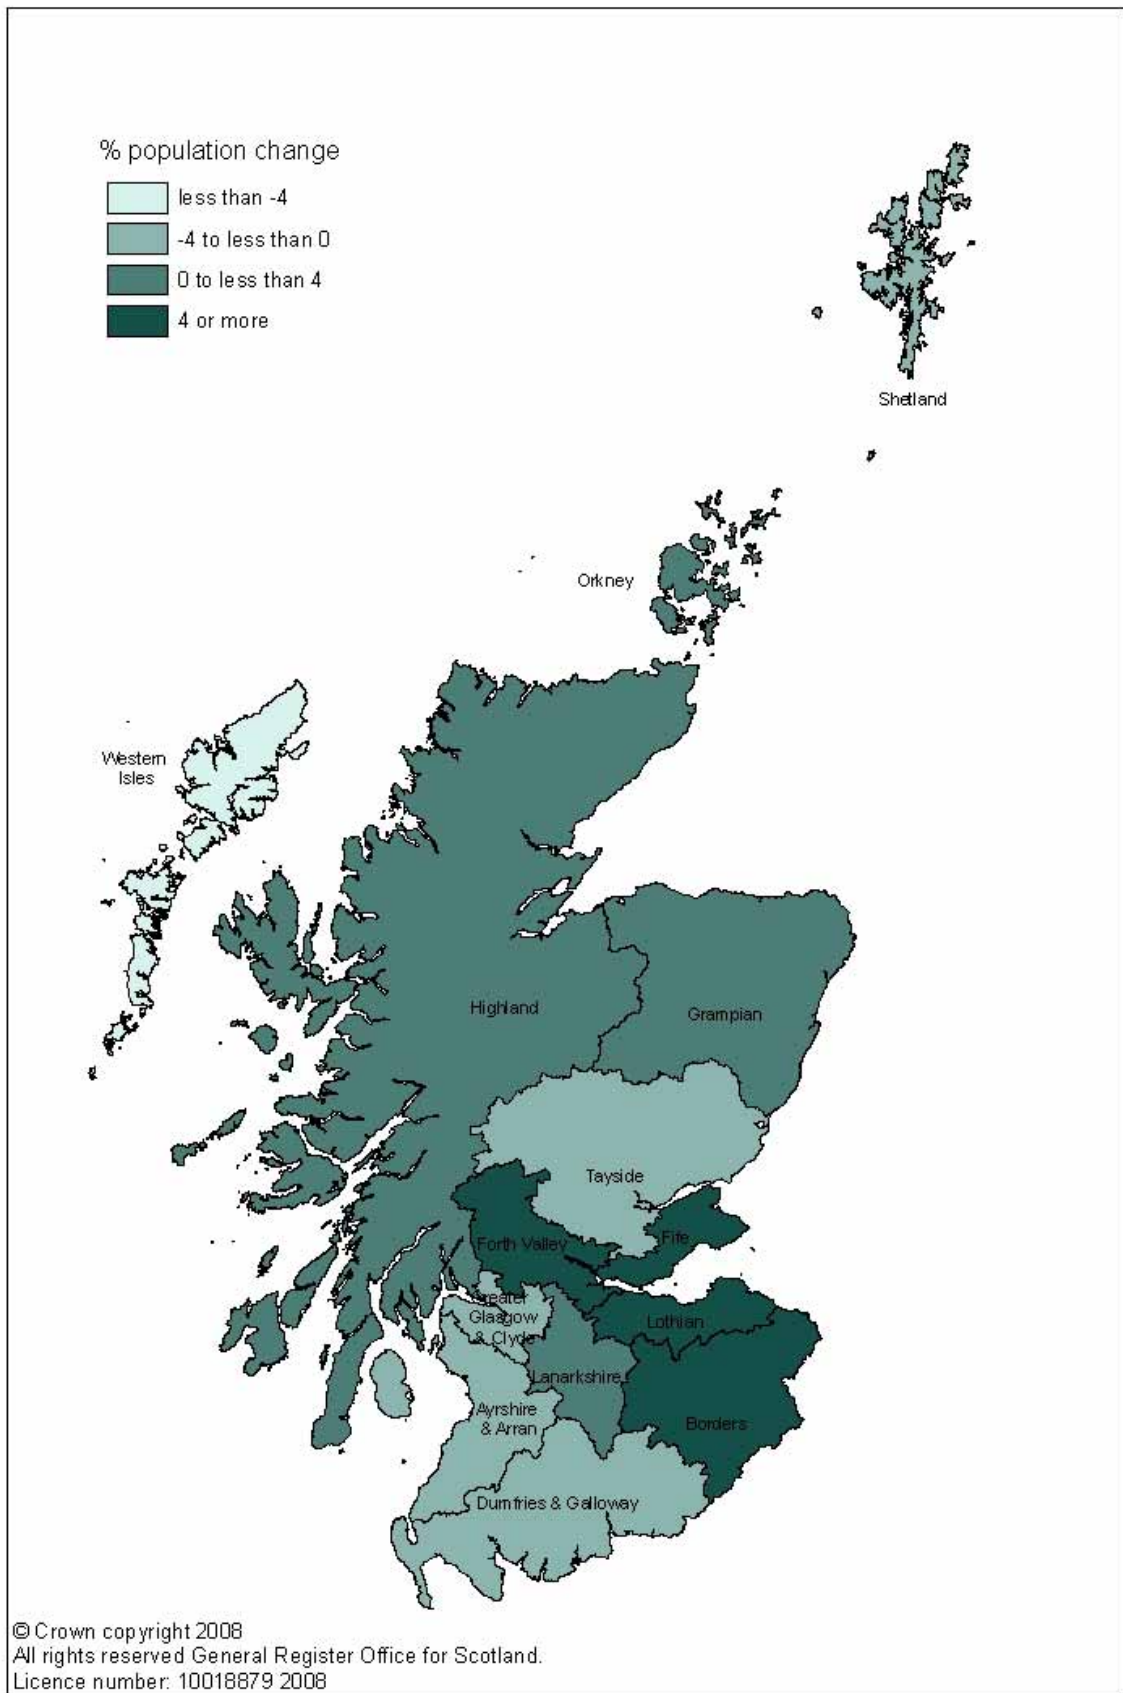 % population change
less than -4
-4 to less than 0
0 to less than 4
4 or more
Shetland
Orkney
Western
Isles
Highland
Grampian
Tayside
Forth Valley
Fife
Greater
Glasgow
& Clyde
Lothian
Lanarkshire
Ayrshire
& Arran
Borders
Dumfries & Galloway
© Crown copyright 2008
All rights reserved General Register Office for Scotland.
Licence number: 10018879 2008